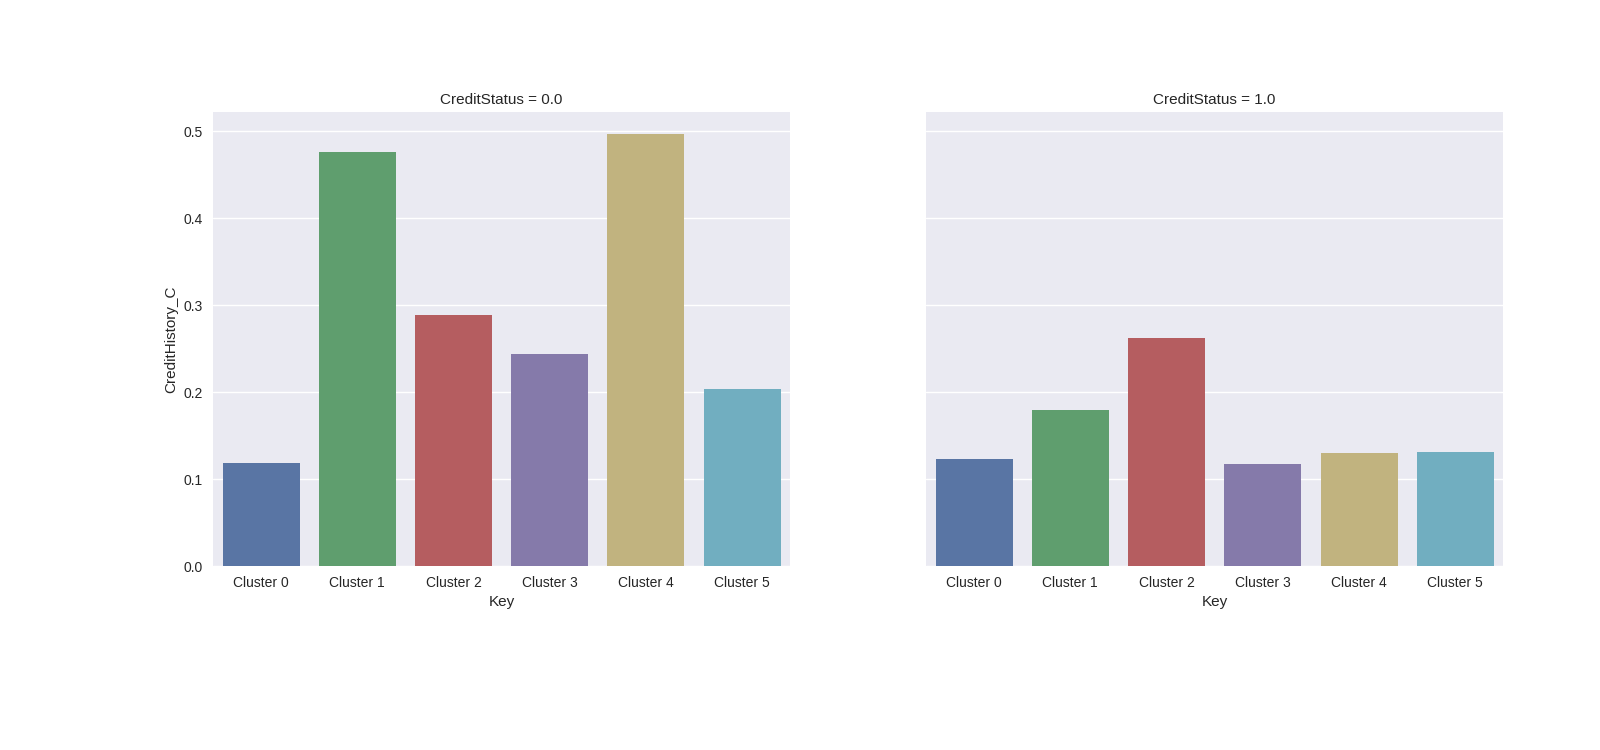 CreditStatus = 0.0
CreditHistory_C
0.5
0.4
0.3
0.2
0.1
0.0
Cluster 0 Cluster 1 Cluster 2 Cluster 3 Cluster 4 Cluster 5
Key
CreditStatus = 1.0
Cluster 0 Cluster 1 Cluster 2 Cluster 3 Cluster 4 Cluster 5
Key